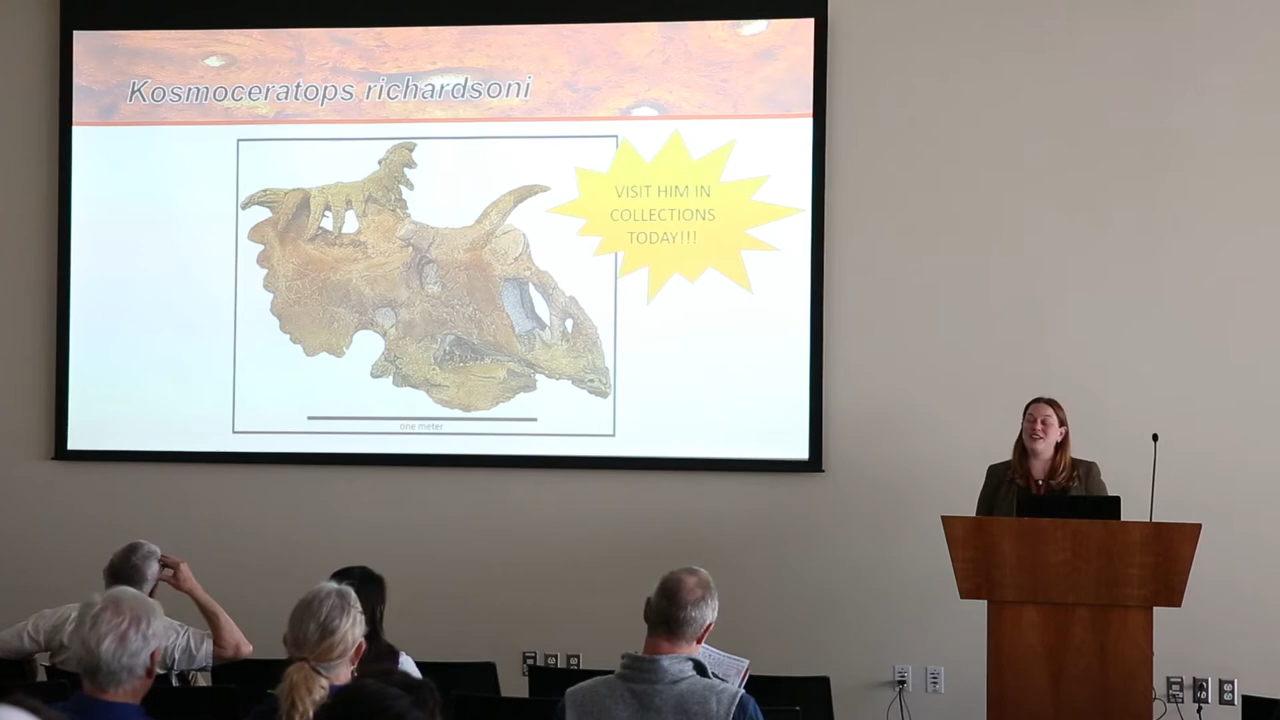 Kosmoceratops richardsoni
VISIT HIM IN
COLLECTIONS
TODAY!!!
one meter